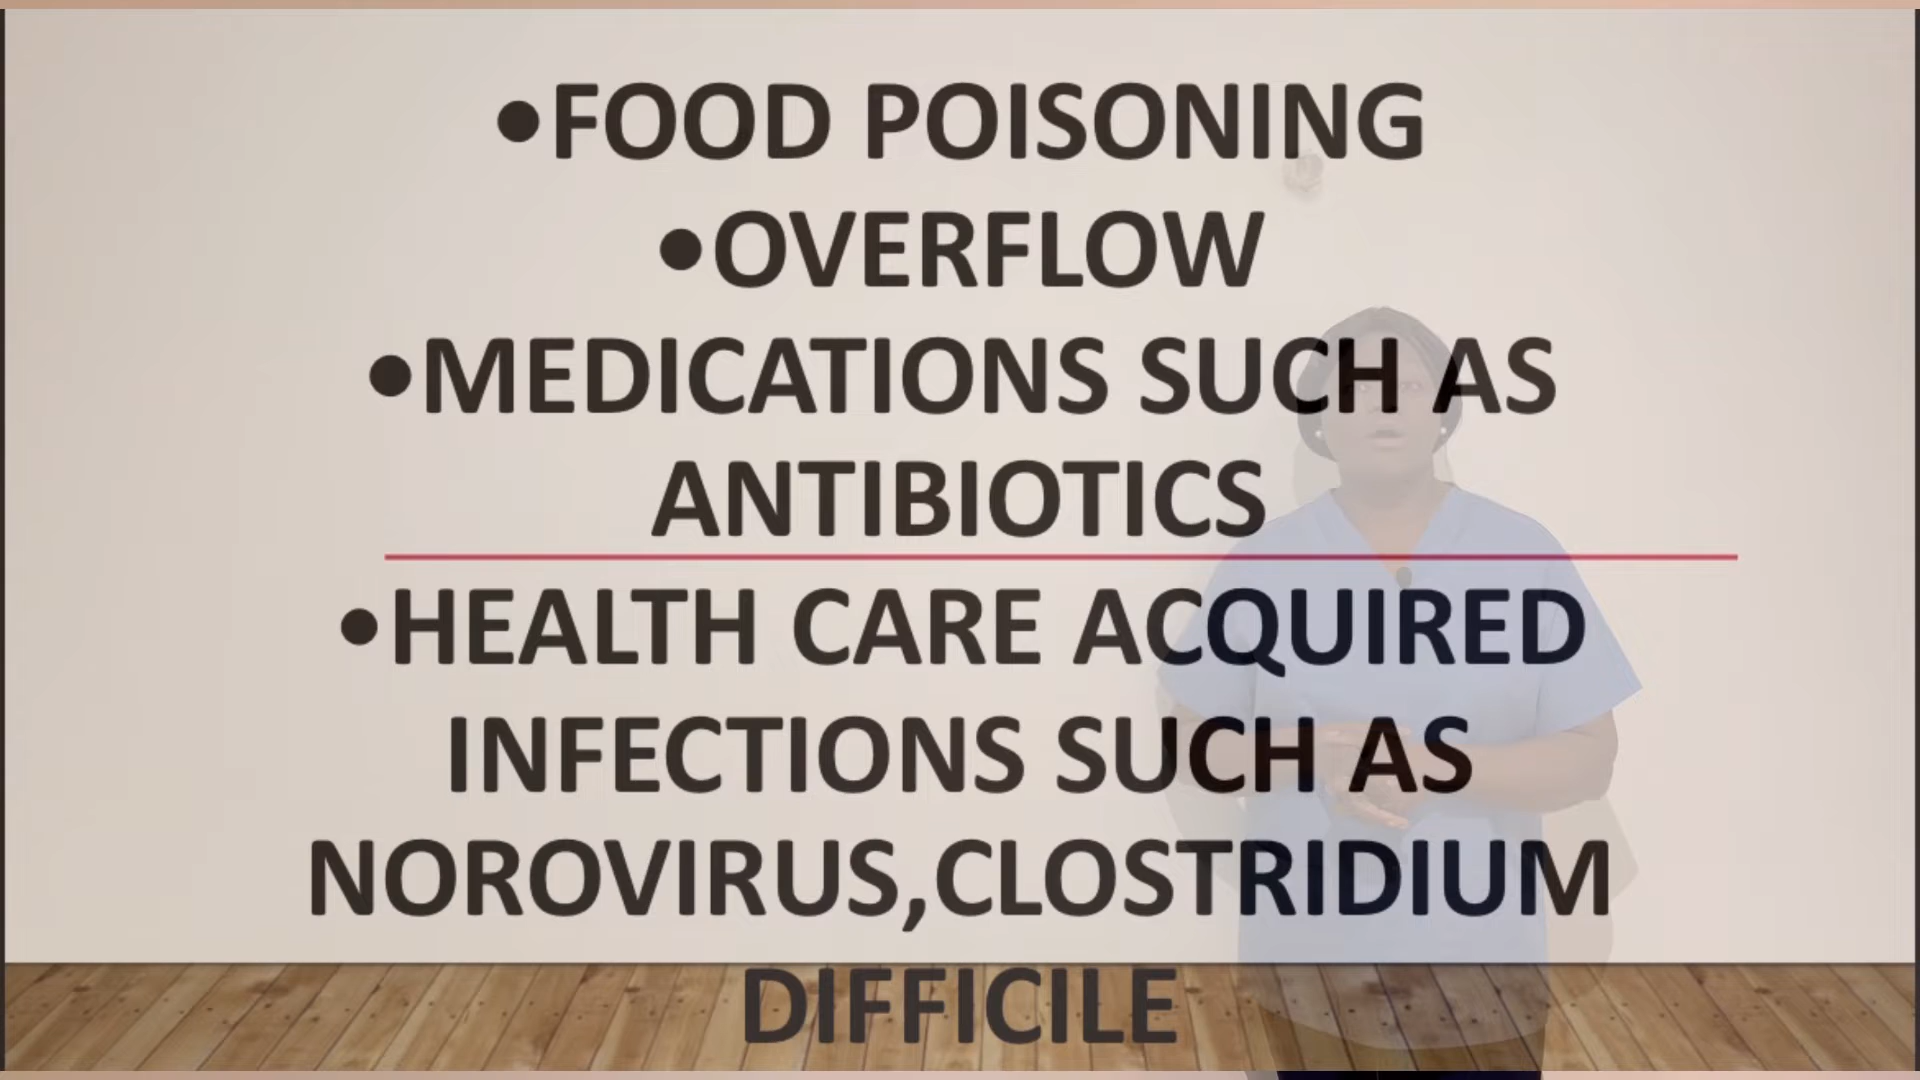 •FOOD POISONING
•OVERFLOW
•MEDICATIONS SUCH AS
ANTIBIOTICS
•HEALTH CARE ACQUIRED
INFECTIONS SUCH AS
NOROVIRUS,CLOSTRIDIUM
DIFFICILE